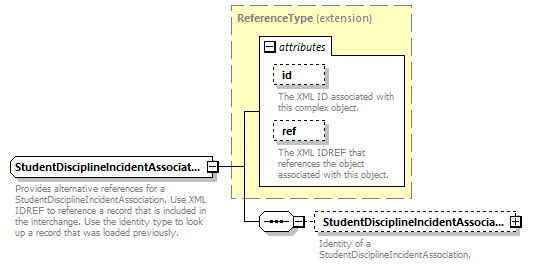 ReferenceType (extension)
attributes
id
The XML ID associated with
this complex object.
ref
The XML IDREF that
references the object
associated with this object.
StudentDisciplineIncidentAssociat...
Provides alternative references for a
StudentDisciplineIncidentAssociation. Use XML
IDREF to reference a record that is included in
the interchange. Use the identity type to look
up a record that was loaded previously.
StudentDisciplineIncidentAssocia...
Identity of a
StudentDisciplineIncidentAssociation.